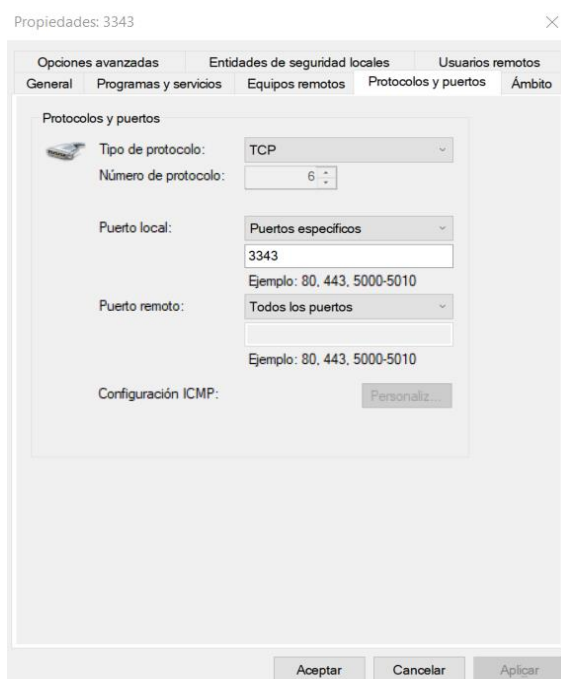 Propiedades: 3343
Opciones avanzadas Entidades de seguridad locales Usuarios remotos
General Programas y servicios Equipos remotos Protocolos y puertos Ámbito
Protocolos y puertos
Tipo de protocolo: TCP
Número de protocolo: 6
Puerto local: Puertos específicos
3343
Ejemplo: 80, 443, 5000-5010
Puerto remoto: Todos los puertos
Ejemplo: 80, 443, 5000-5010
Configuración ICMP: Personaliz...
Aceptar Cancelar Aplicar